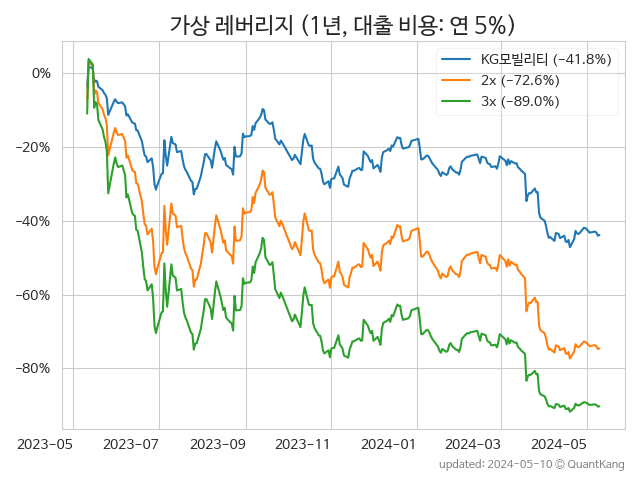 가상 레버리지 (1년, 대출 비용: 연 5%)
KG모빌리티 (−41.8%)
2x (−72.6%)
3x (−89.0%)
0%
−20%
−40%
−60%
−80%
2023-05 2023-07 2023-09 2023-11 2024-01 2024-03 2024-05
updated: 2024-05-10 © QuantKang